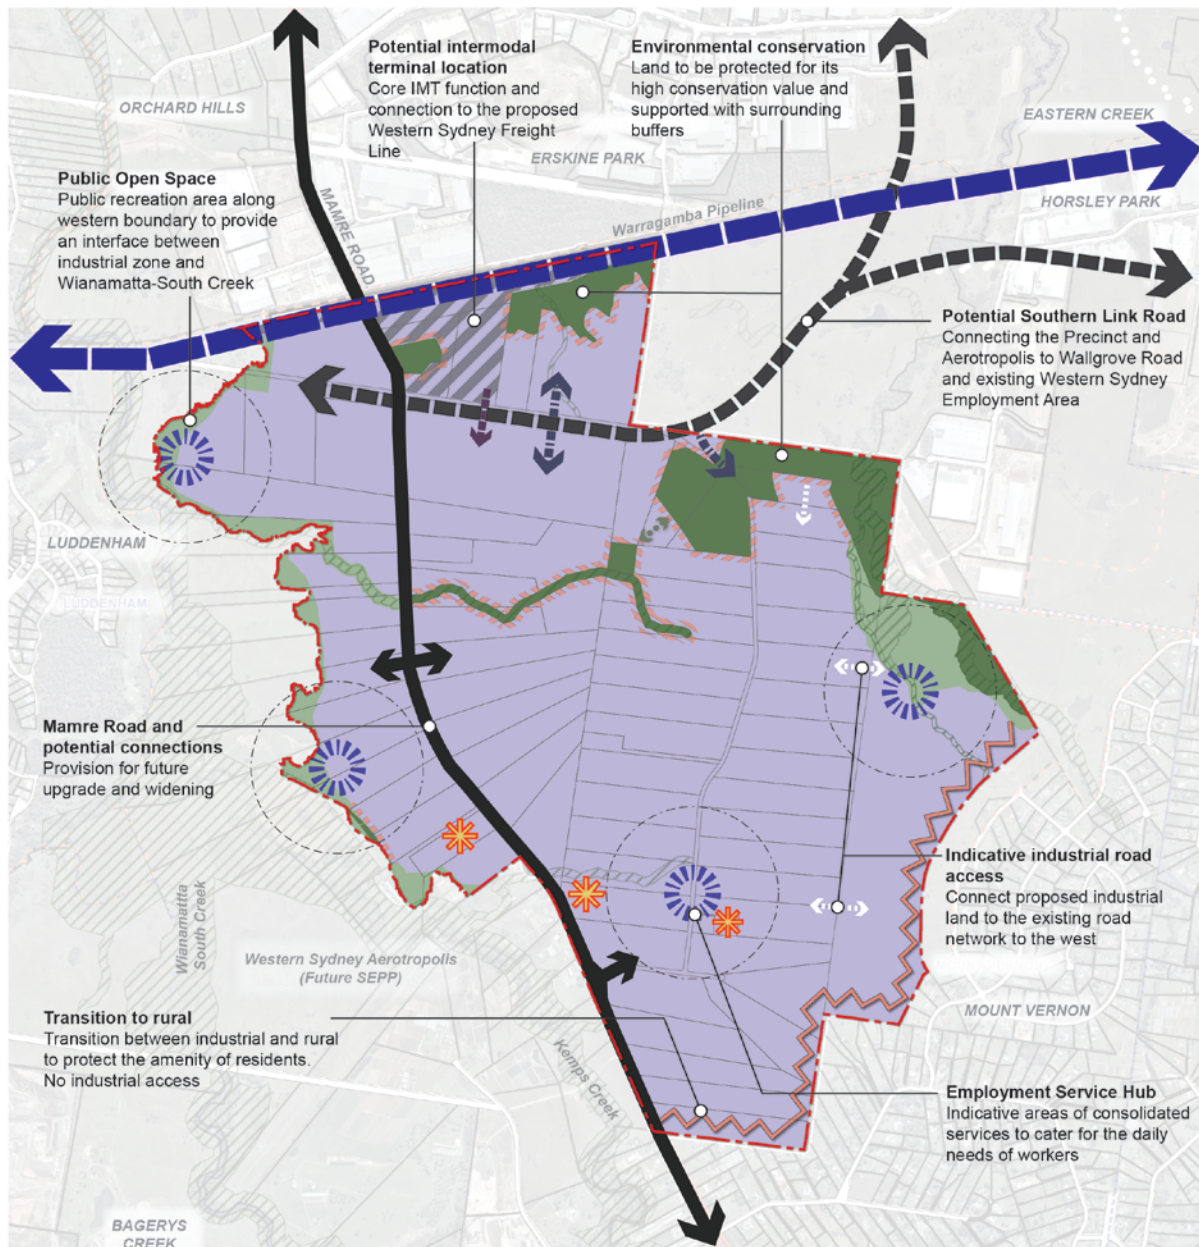 Potential intermodal
terminal location
Core IMT function and
connection to the proposed
Western Sydney Freight
Line
Environmental conservation
Land to be protected for its
high conservation value and
supported with surrounding
buffers
ORCHARD HILLS
EASTERN CREEK
ERSKINE PARK
Public Open Space
Public recreation area along
western boundary to provide
an interface between
industrial zone and
Wianamatta-South Creek
MAMRE ROAD
HORSLEY PARK
Warragamba Pipeline
Potential Southern Link Road
Connecting the Precinct and
Aerotropolis to Wallgrove Road
and existing Western Sydney
Employment Area
LUDDENHAM
LUDDENHAM
Mamre Road and
potential connections
Provision for future
upgrade and widening
Indicative industrial road
access
Connect proposed industrial
land to the existing road
network to the west
Wianamattta
South Creek
Western Sydney Aerotropolis
(Future SEPP)
MOUNT VERNON
Transition to rural
Transition between industrial and rural
to protect the amenity of residents.
No industrial access
Kemps Creek
Employment Service Hub
Indicative areas of consolidated
services to cater for the daily
needs of workers
BAGERYS
CREEK